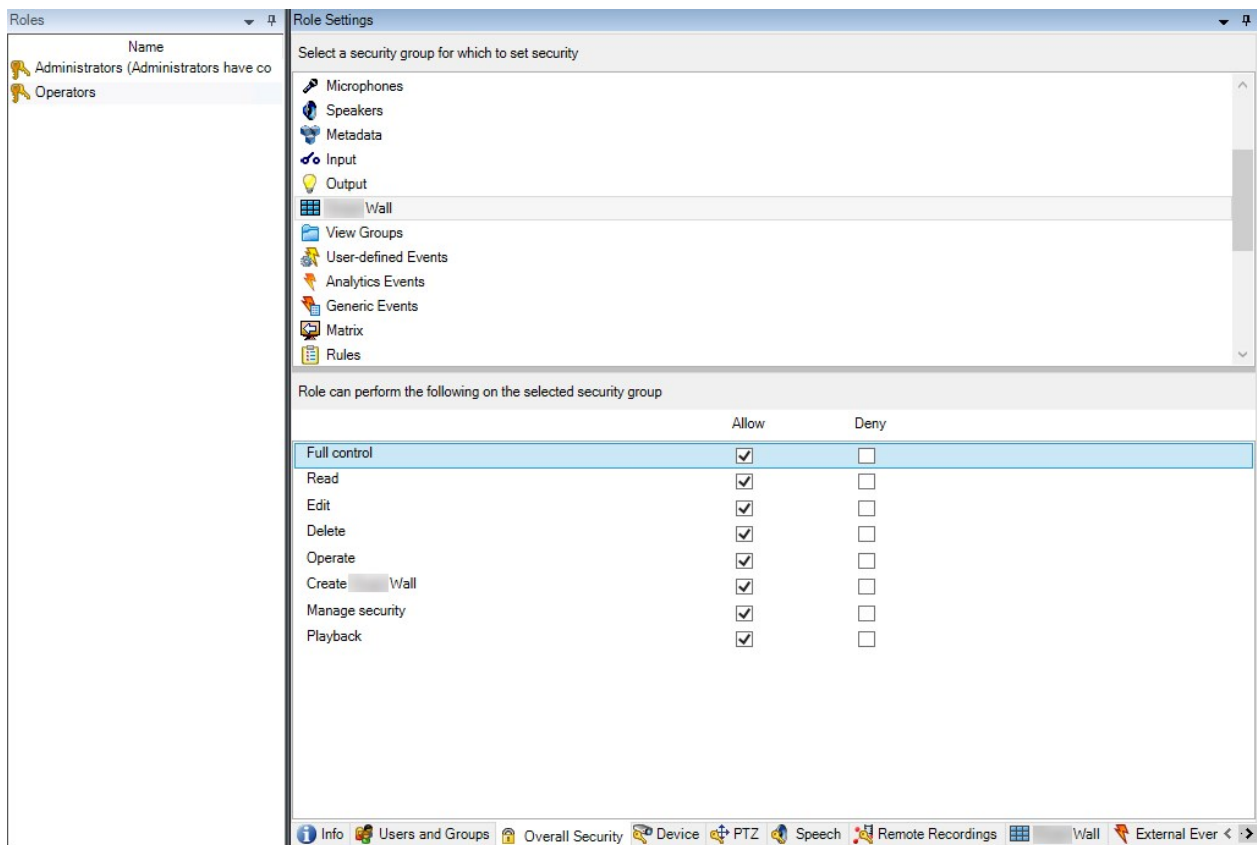 Roles
Name
Administrators (Administrators have co
Operators
Role Settings
Select a security group for which to set security
Microphones
Speakers
Metadata
Input
Output
Wall
View Groups
User-defined Events
Analytics Events
Generic Events
Matrix
Rules
Role can perform the following on the selected security group
Allow Deny
Full control
Read
Edit
Delete
Operate
Create Wall
Manage security
Playback
Info Users and Groups Overall Security Device PTZ Speech Remote Recordings Wall External Ever